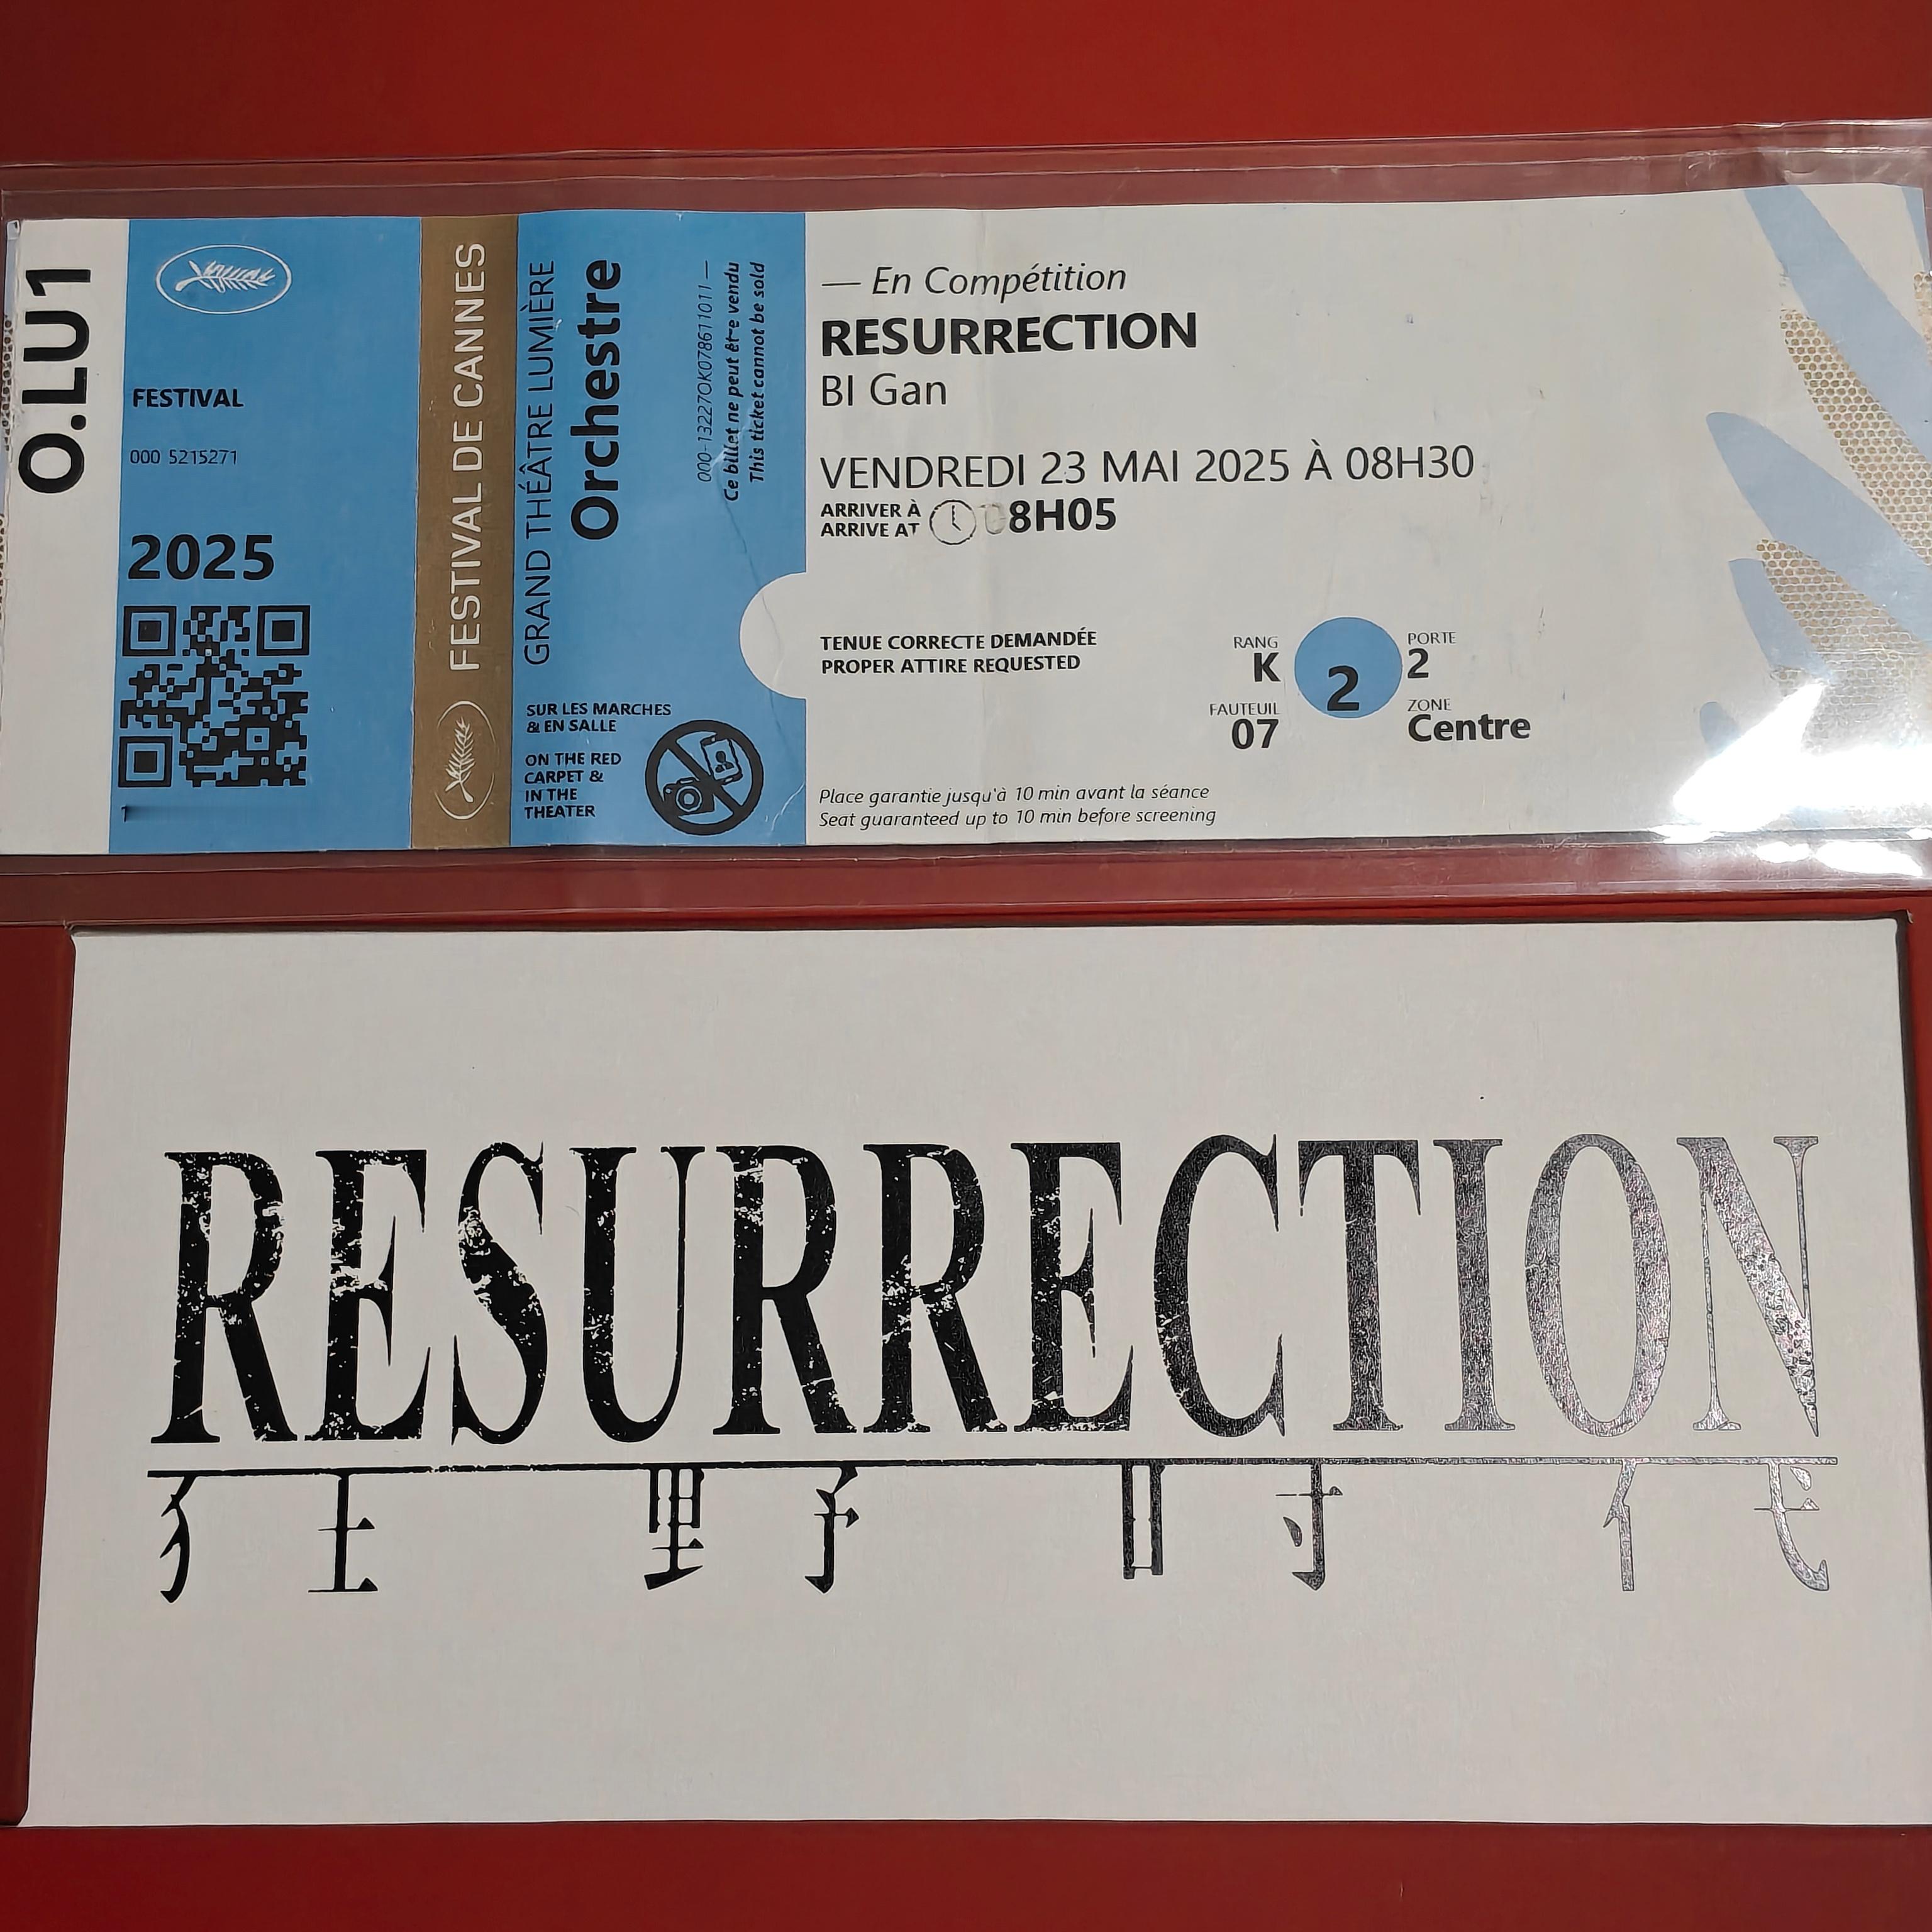 O.LU1
FESTIVAL
000 5215271
2025
FESTIVAL DE CANNES
GRAND THÉÂTRE LUMIÈRE
Orchestre
000-13227OK078611011 —
Ce billet ne peut être vendu
This ticket cannot be sold
SUR LES MARCHES
& EN SALLE
ON THE RED
CARPET &
IN THE
THEATER
— En Compétition
RESURRECTION
BI Gan
VENDREDI 23 MAI 2025 À 08H30
ARRIVER À
ARRIVE AT
08H05
TENUE CORRECTE DEMANDÉE
PROPER ATTIRE REQUESTED
RANG
K
FAUTEUIL
07
2
PORTE
2
ZONE
Centre
Place garantie jusqu'à 10 min avant la séance
Seat guaranteed up to 10 min before screening
RESURRECTION
狂野时代